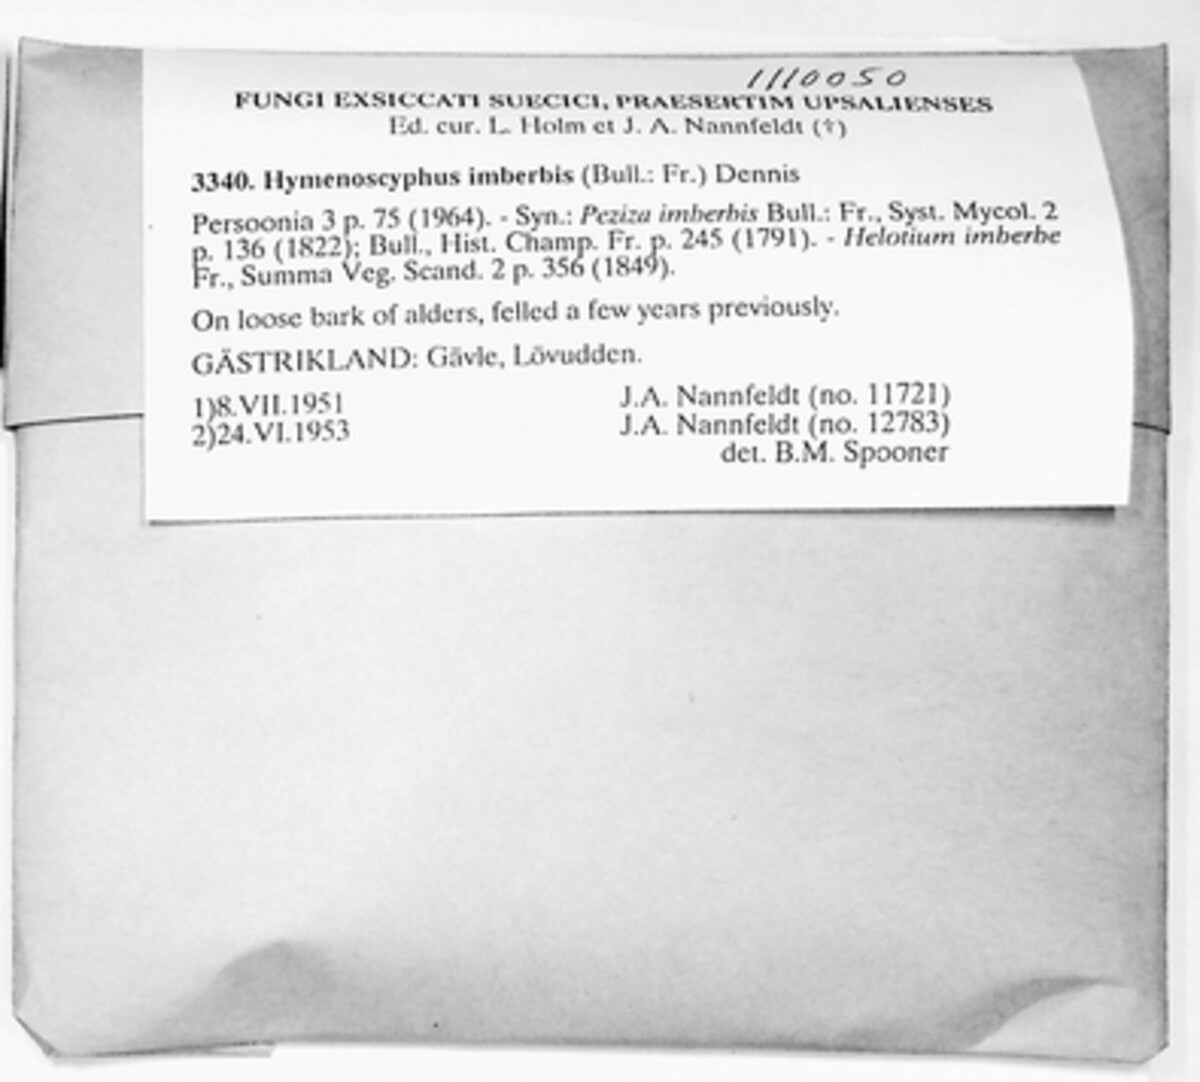 1110050
FUNGI EXSICCATI SUECICI, PRAESERTIM UPSALIENSES
Ed. cur. L. Holm et J. A. Nannfeldt (†)
3340. Hymenoscyphus imberbis (Bull.: Fr.) Dennis
Persoonia 3 p. 75 (1964). - Syn.: Peziza imberbis Bull.: Fr., Syst. Mycol. 2
p. 136 (1822); Bull., Hist. Champ. Fr. p. 245 (1791). - Helotium imberbe
Fr., Summa Veg. Scand. 2 p. 356 (1849).
On loose bark of alders, felled a few years previously.
GÄSTRIKLAND: Gävle, Lövudden.
1)8.VII.1951 J.A. Nannfeldt (no. 11721)
2)24.VI.1953 J.A. Nannfeldt (no. 12783)
det. B.M. Spooner